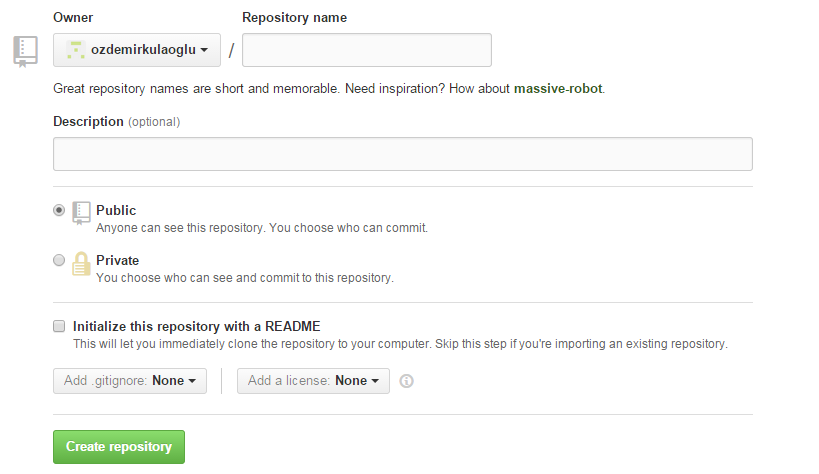 Owner
Repository name
ozdemirkulaoglu
/
Great repository names are short and memorable. Need inspiration? How about massive-robot.
Description (optional)
Public
Anyone can see this repository. You choose who can commit.
Private
You choose who can see and commit to this repository.
Initialize this repository with a README
This will let you immediately clone the repository to your computer. Skip this step if you're importing an existing repository.
Add .gitignore: None
Add a license: None
Create repository